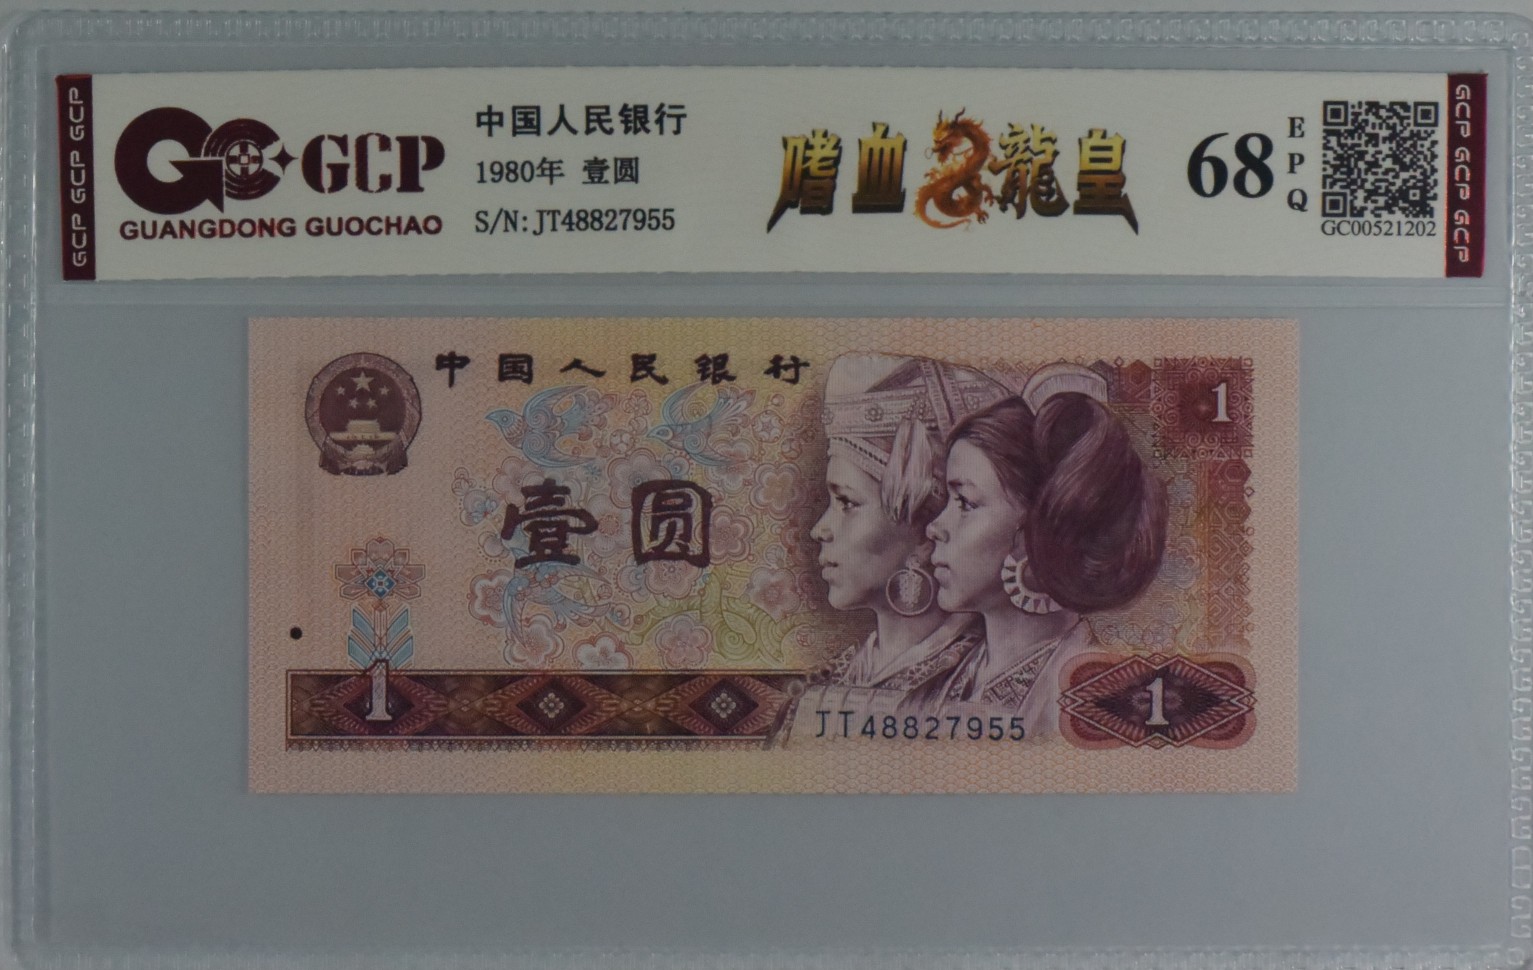 GCP GCP GCP
GCP
GUANGDONG GUOCHAO
中国人民银行
1980年 壹圆
S/N: JT48827955
嗜血龍皇
68
EPQ
GC00521202
GCP GCP GCP
中国人民银行
1
壹圆
1
JT48827955
1